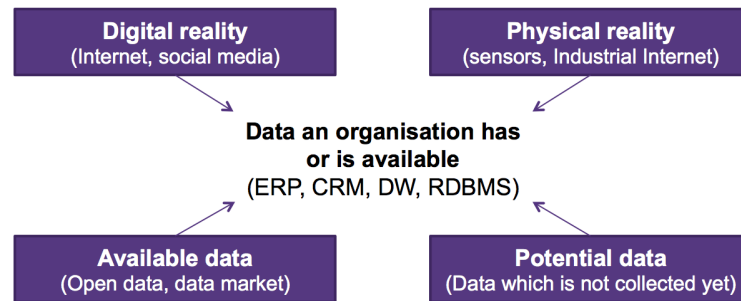 Digital reality
(Internet, social media)
Physical reality
(sensors, Industrial Internet)
Data an organisation has
or is available
(ERP, CRM, DW, RDBMS)
Available data
(Open data, data market)
Potential data
(Data which is not collected yet)